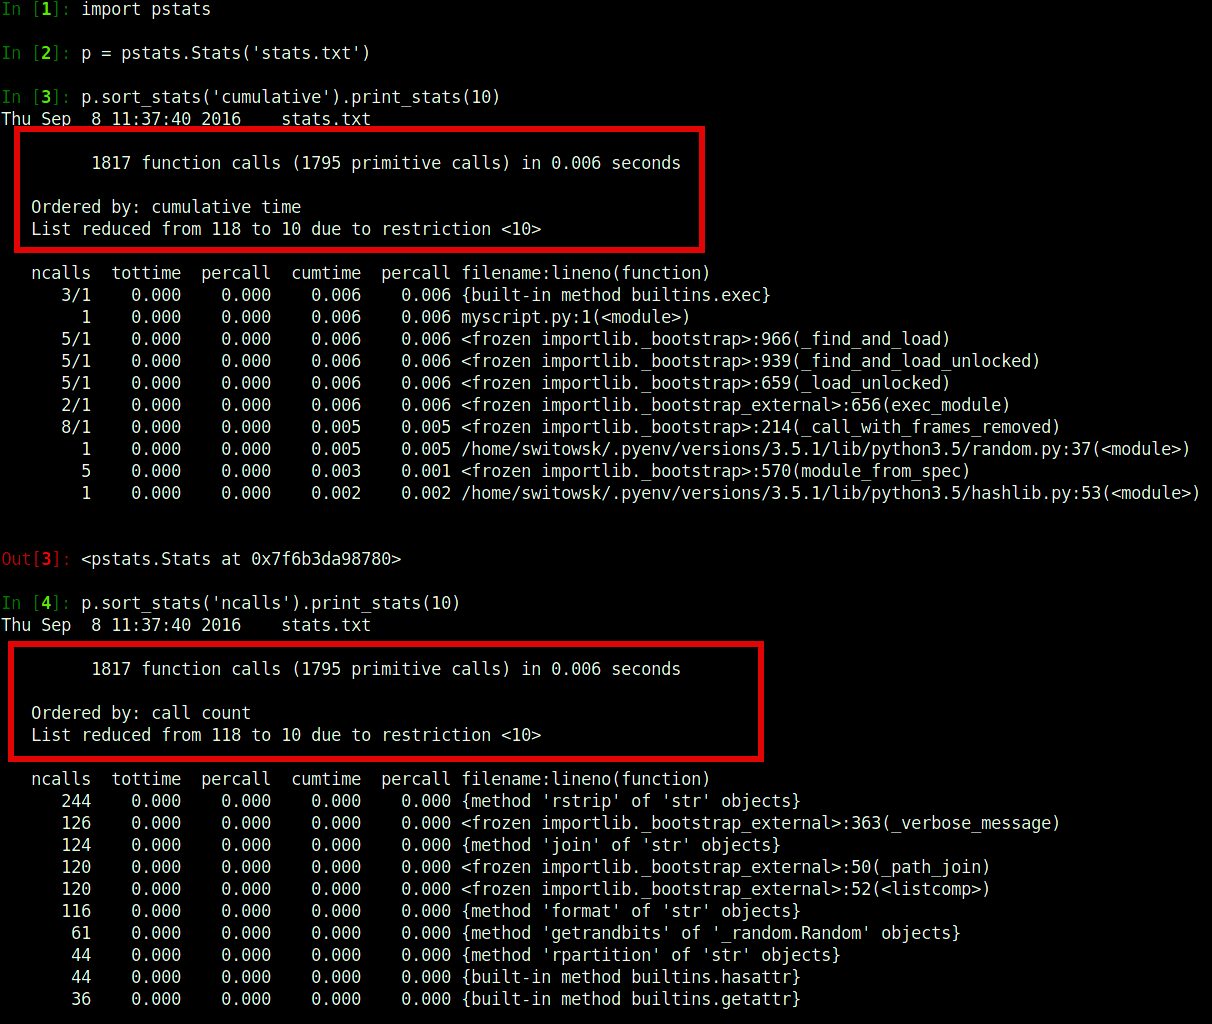 In [1]: import pstats
In [2]: p = pstats.Stats('stats.txt')
In [3]: p.sort_stats('cumulative').print_stats(10)
Thu Sep  8 11:37:40 2016    stats.txt
         1817 function calls (1795 primitive calls) in 0.006 seconds
   Ordered by: cumulative time
   List reduced from 118 to 10 due to restriction <10>
   ncalls  tottime  percall  cumtime  percall filename:lineno(function)
      3/1    0.000    0.000    0.006    0.006 {built-in method builtins.exec}
        1    0.000    0.000    0.006    0.006 myscript.py:1(<module>)
      5/1    0.000    0.000    0.006    0.006 <frozen importlib._bootstrap>:966(_find_and_load)
      5/1    0.000    0.000    0.006    0.006 <frozen importlib._bootstrap>:939(_find_and_load_unlocked)
      5/1    0.000    0.000    0.006    0.006 <frozen importlib._bootstrap>:659(_load_unlocked)
      2/1    0.000    0.000    0.006    0.006 <frozen importlib._bootstrap_external>:656(exec_module)
      8/1    0.000    0.000    0.005    0.005 <frozen importlib._bootstrap>:214(_call_with_frames_removed)
        1    0.000    0.000    0.005    0.005 /home/switowsk/.pyenv/versions/3.5.1/lib/python3.5/random.py:37(<module>)
        5    0.000    0.000    0.003    0.001 <frozen importlib._bootstrap>:570(module_from_spec)
        1    0.000    0.000    0.002    0.002 /home/switowsk/.pyenv/versions/3.5.1/lib/python3.5/hashlib.py:53(<module>)
Out[3]: <pstats.Stats at 0x7f6b3da98780>
In [4]: p.sort_stats('ncalls').print_stats(10)
Thu Sep  8 11:37:40 2016    stats.txt
         1817 function calls (1795 primitive calls) in 0.006 seconds
   Ordered by: call count
   List reduced from 118 to 10 due to restriction <10>
   ncalls  tottime  percall  cumtime  percall filename:lineno(function)
      244    0.000    0.000    0.000    0.000 {method 'rstrip' of 'str' objects}
      126    0.000    0.000    0.000    0.000 <frozen importlib._bootstrap_external>:363(_verbose_message)
      124    0.000    0.000    0.000    0.000 {method 'join' of 'str' objects}
      120    0.000    0.000    0.000    0.000 <frozen importlib._bootstrap_external>:50(_path_join)
      120    0.000    0.000    0.000    0.000 <frozen importlib._bootstrap_external>:52(<listcomp>)
      116    0.000    0.000    0.000    0.000 {method 'format' of 'str' objects}
       61    0.000    0.000    0.000    0.000 {method 'getrandbits' of '_random.Random' objects}
       44    0.000    0.000    0.000    0.000 {method 'rpartition' of 'str' objects}
       44    0.000    0.000    0.000    0.000 {built-in method builtins.hasattr}
       36    0.000    0.000    0.000    0.000 {built-in method builtins.getattr}